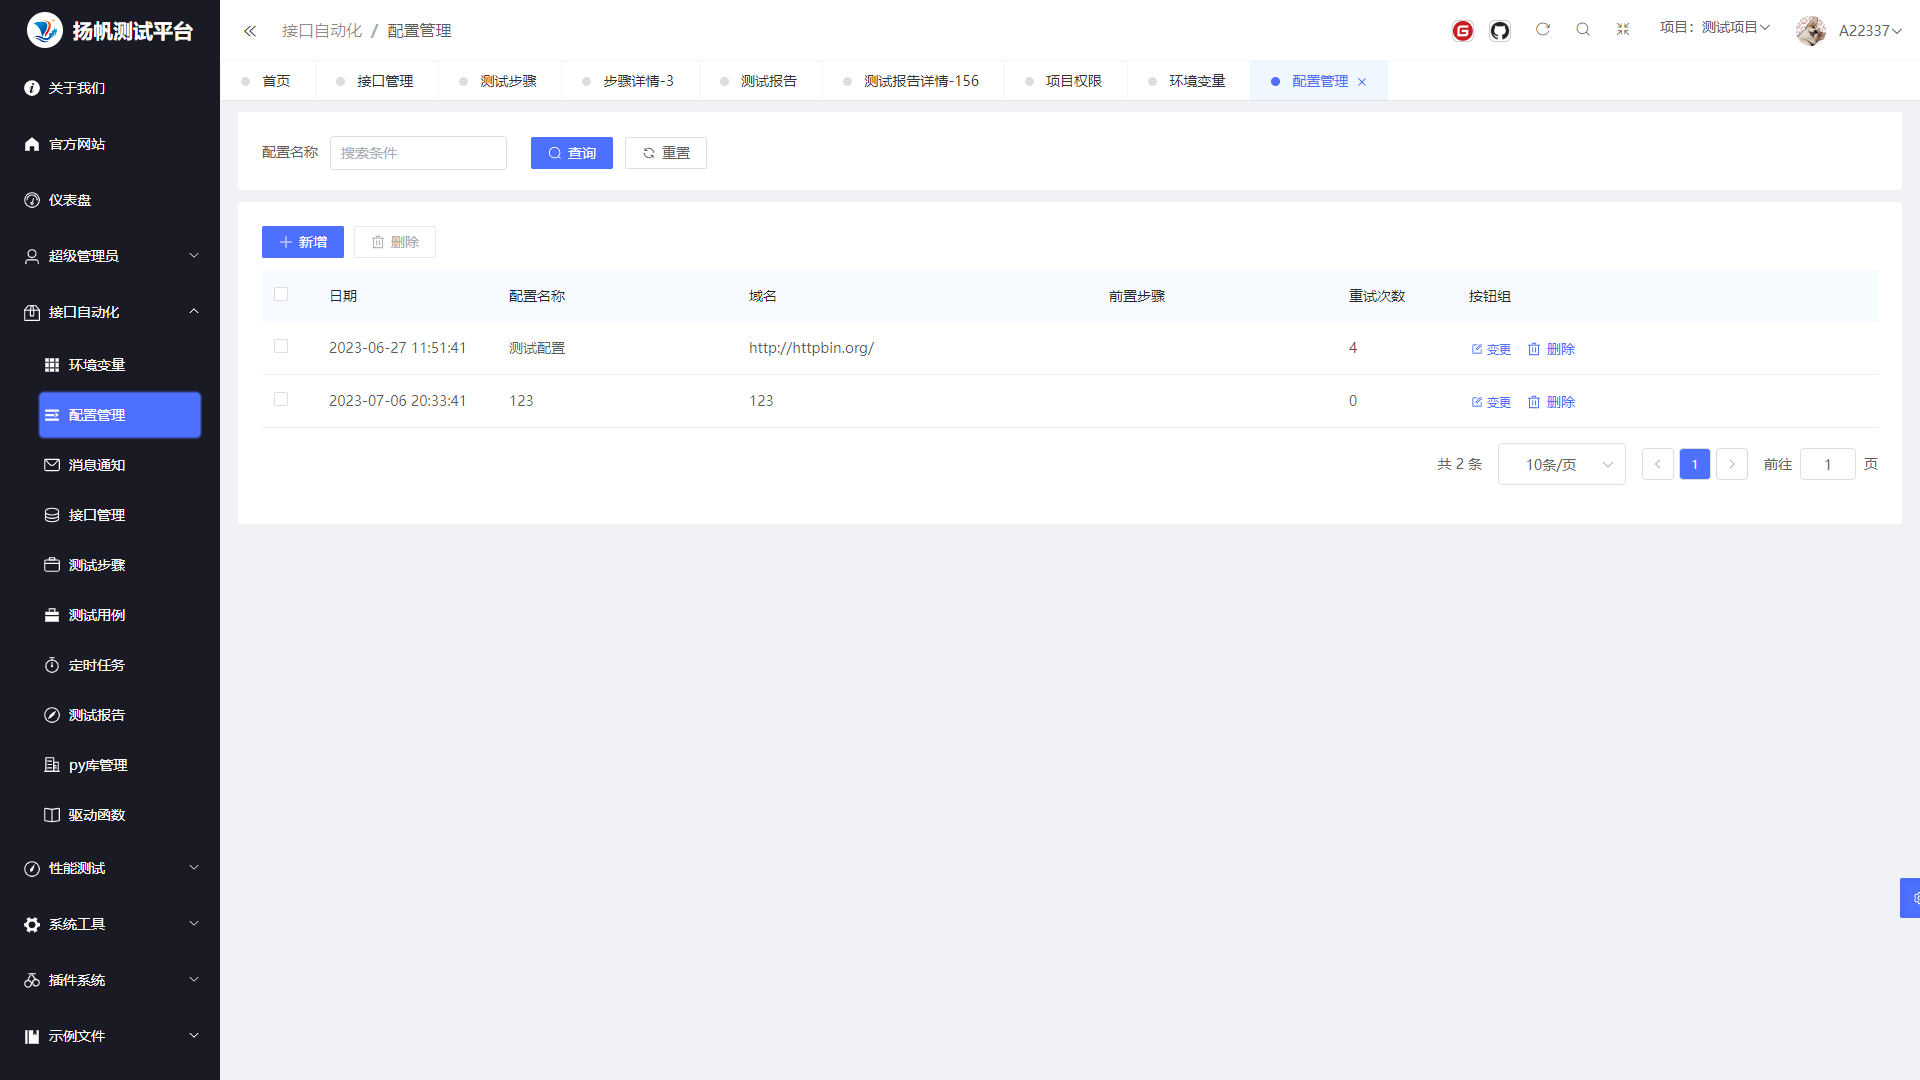 扬帆测试平台
关于我们
官方网站
仪表盘
超级管理员
接口自动化
环境变量
配置管理
消息通知
接口管理
测试步骤
测试用例
定时任务
测试报告
py库管理
驱动函数
性能测试
系统工具
插件系统
示例文件
接口自动化 / 配置管理
G
项目：测试项目
A22337
首页 接口管理 测试步骤 步骤详情-3 测试报告 测试报告详情-156 项目权限 环境变量 配置管理
配置名称 搜索条件 查询 重置
新增 删除
日期 配置名称 域名 前置步骤 重试次数 按钮组
2023-06-27 11:51:41 测试配置 http://httpbin.org/ 4 变更 删除
2023-07-06 20:33:41 123 123 0 变更 删除
共 2 条 10条/页 1 前往 1 页